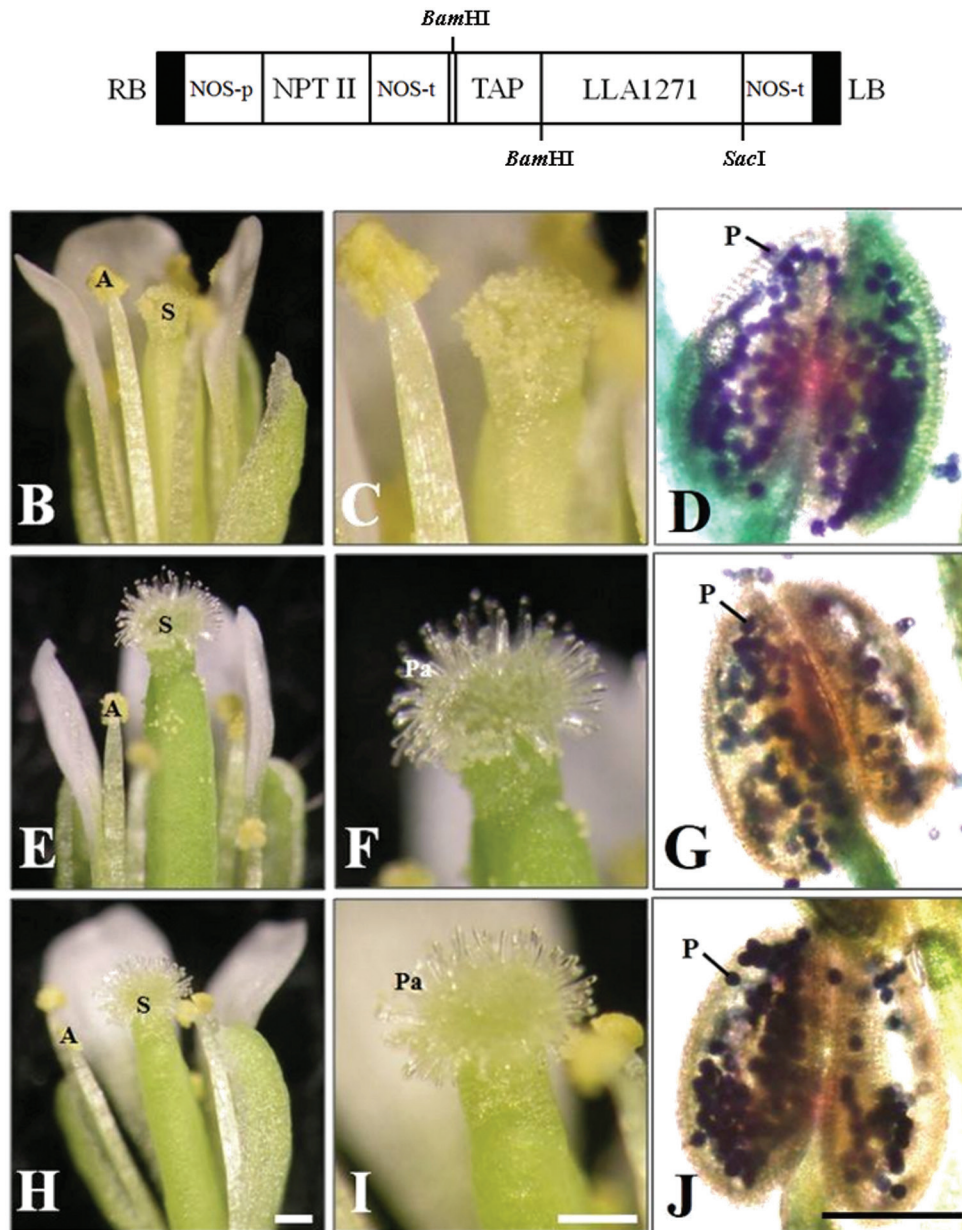 BamHI
RB NOS-p NPT II NOS-t TAP LLA1271 NOS-t LB
BamHI SacI
A S B
C
P D
S A E
Pa F
P G
S A H
Pa I
P J